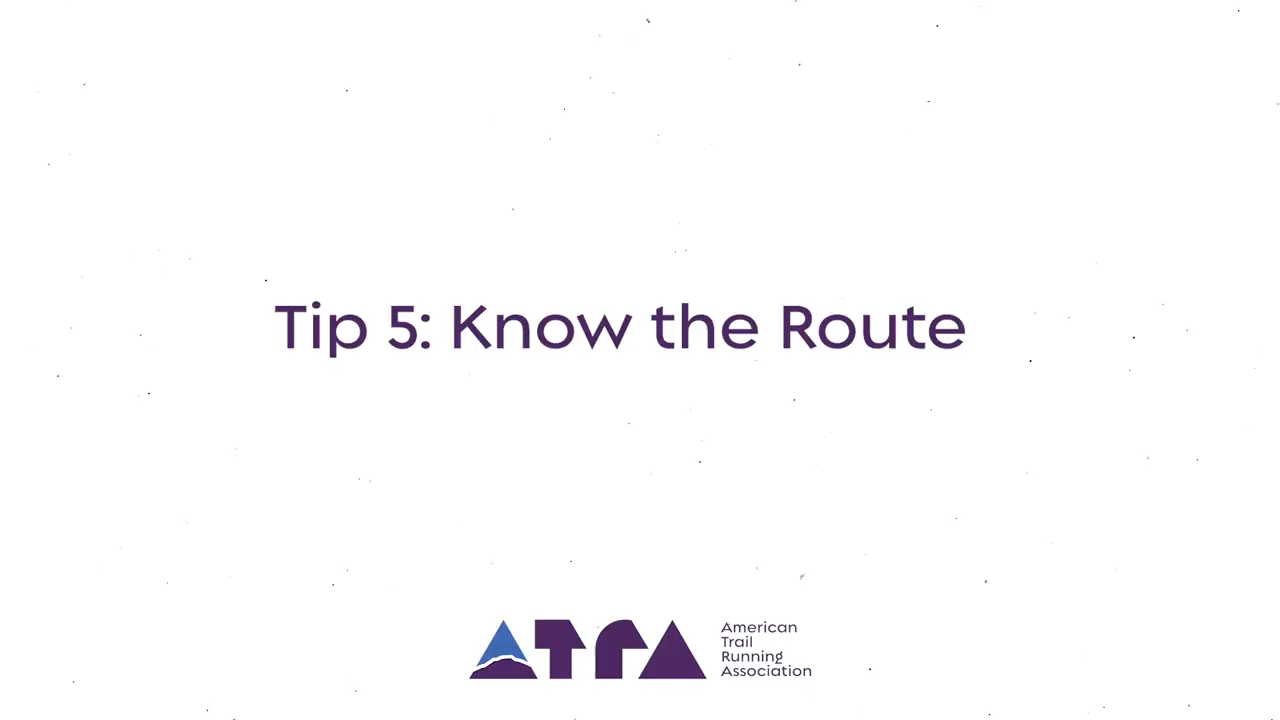 Tip 5: Know the Route
ATRA
American
Trail
Running
Association